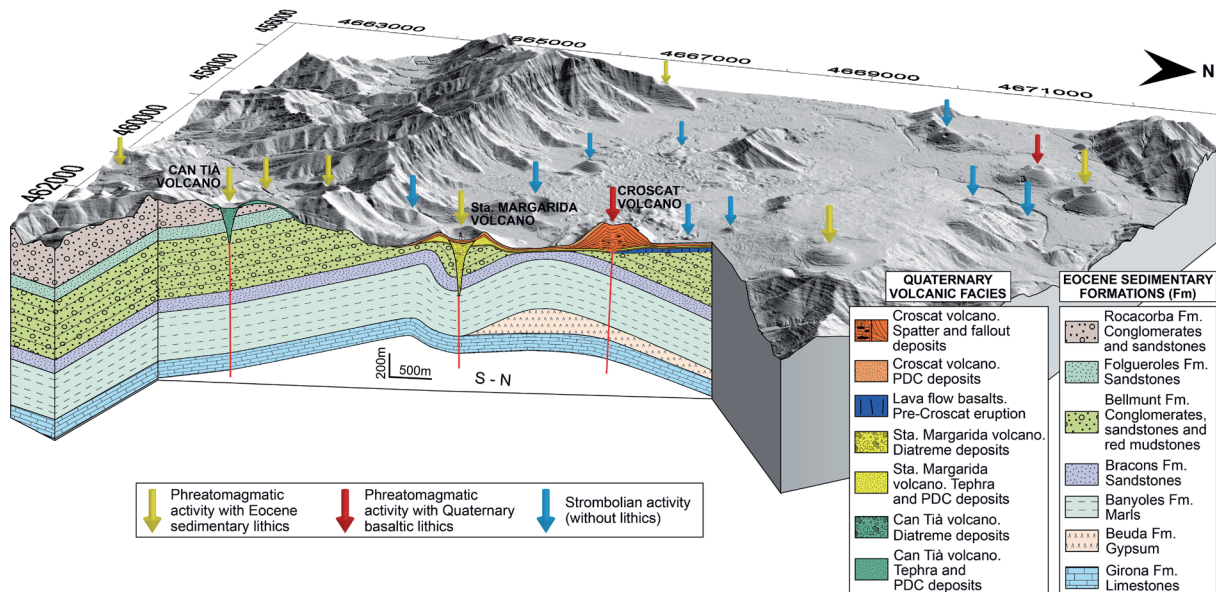 456000
4663000
4665000
4667000
4669000
4671000
N
458000
460000
462000
CAN TIÀ
VOLCANO
Sta. MARGARIDA
VOLCANO
CROSCAT
VOLCANO
200m
500m
S - N
Phreatomagmatic
activity with Eocene
sedimentary lithics
Phreatomagmatic
activity with Quaternary
basaltic lithics
Strombolian activity
(without lithics)
QUATERNARY
VOLCANIC FACIES
Croscat volcano.
Spatter and fallout
deposits
Croscat volcano.
PDC deposits
Lava flow basalts.
Pre-Croscat eruption
Sta. Margarida volcano.
Diatreme deposits
Sta. Margarida
volcano. Tephra
and PDC deposits
Can Tià volcano.
Diatreme deposits
Can Tià volcano.
Tephra and
PDC deposits
EOCENE SEDIMENTARY
FORMATIONS (Fm)
Rocacorba Fm.
Conglomerates
and sandstones
Folgueroles Fm.
Sandstones
Bellmunt Fm.
Conglomerates,
sandstones and
red mudstones
Bracons Fm.
Sandstones
Banyoles Fm.
Marls
Beuda Fm.
Gypsum
Girona Fm.
Limestones